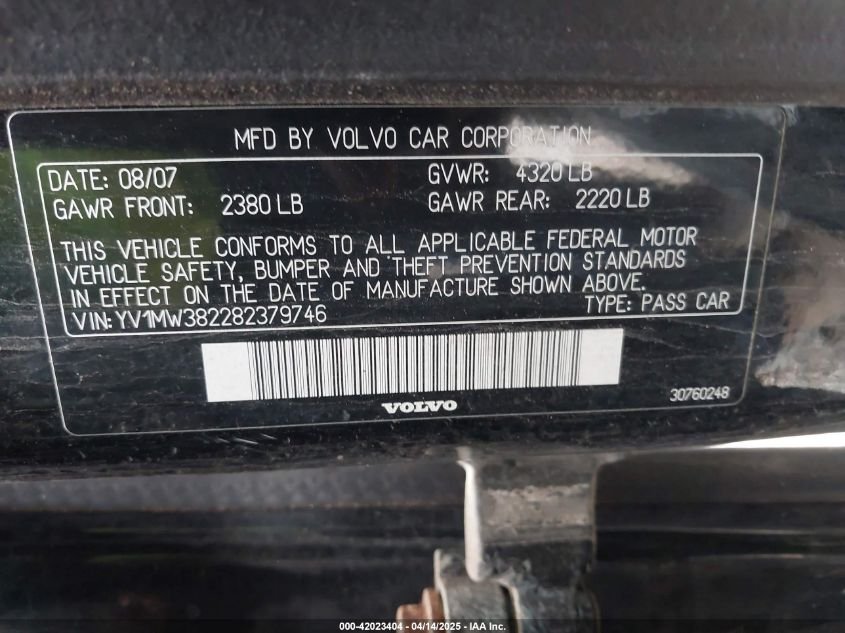 MFD BY VOLVO CAR CORPORATION
DATE: 08/07 GVWR: 4320 LB
GAWR FRONT: 2380 LB GAWR REAR: 2220 LB
THIS VEHICLE CONFORMS TO ALL APPLICABLE FEDERAL MOTOR
VEHICLE SAFETY, BUMPER AND THEFT PREVENTION STANDARDS
IN EFFECT ON THE DATE OF MANUFACTURE SHOWN ABOVE.
VIN: YV1MW382282379746 TYPE: PASS CAR
VOLVO
30760248
000-42023404 - 04/14/2025 - IAA Inc.